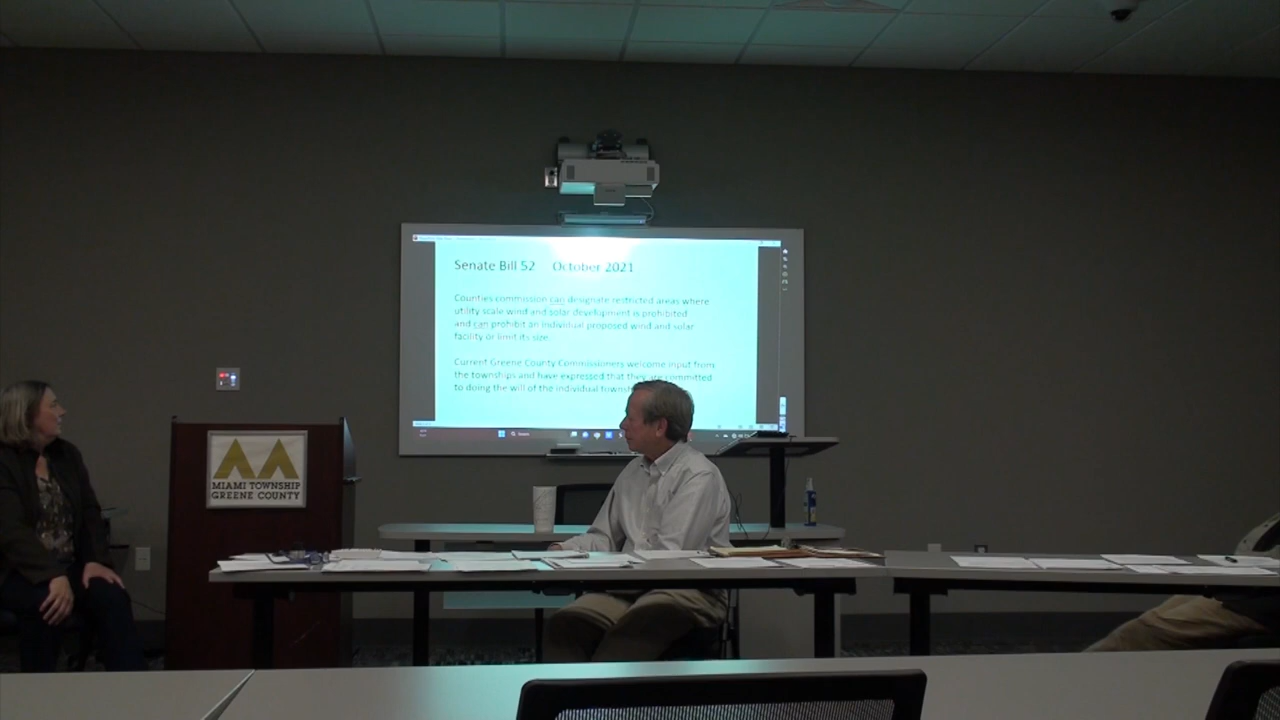 Senate Bill 52 October 2021
Counties commission can designate restricted areas where
utility scale wind and solar development is prohibited
and can prohibit an individual proposed wind and solar
facility or limit its size.
Current Greene County Commissioners welcome input from
the townships and have expressed that they are committed
to doing the will of the individual
MIAMI TOWNSHIP
GREENE COUNTY